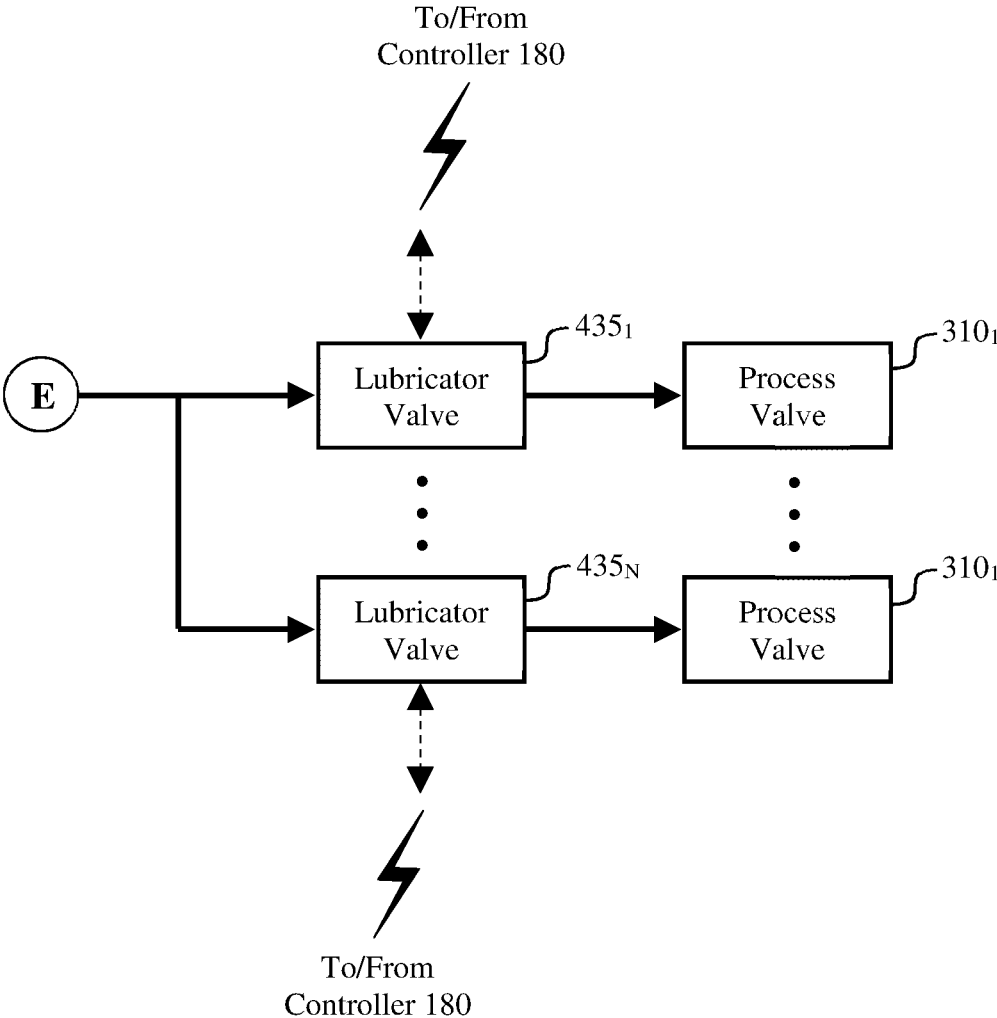 To/From
Controller 180
435₁
310₁
E
Lubricator
Valve
Process
Valve
435N
310₁
Lubricator
Valve
Process
Valve
To/From
Controller 180